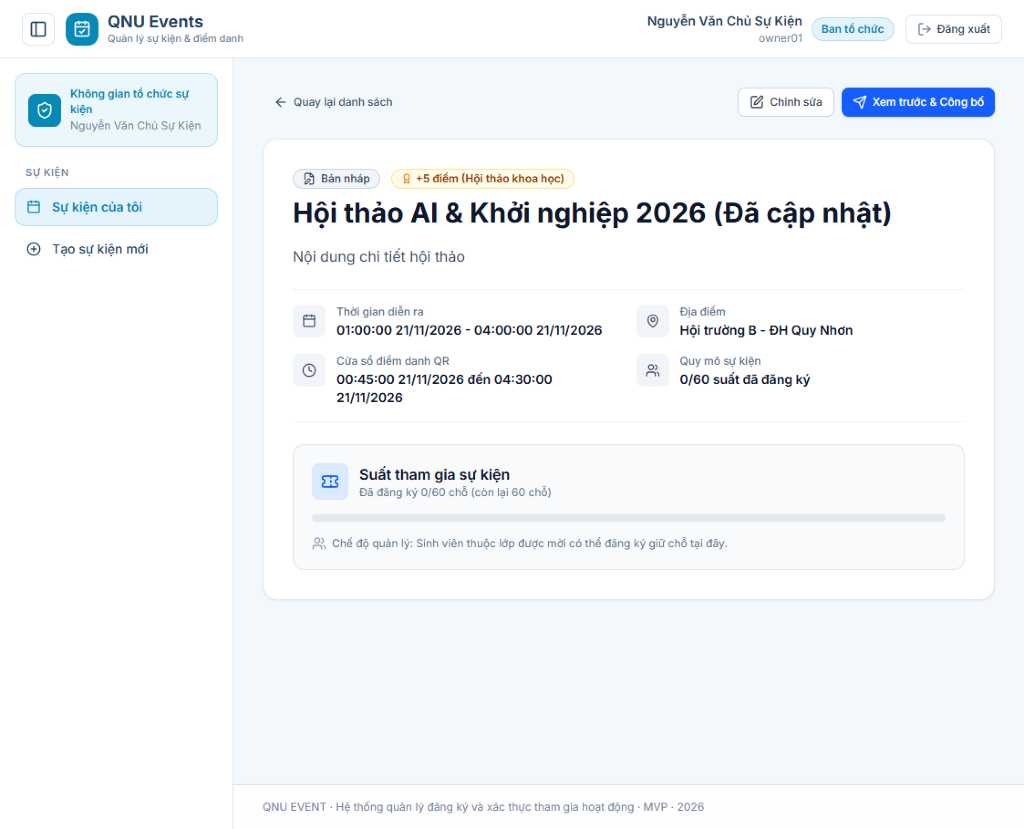 QNU Events
Quản lý sự kiện & điểm danh
Nguyễn Văn Chủ Sự Kiện
owner01
Ban tổ chức
Đăng xuất
Không gian tổ chức sự
kiện
Nguyễn Văn Chủ Sự Kiện
SỰ KIỆN
Sự kiện của tôi
Tạo sự kiện mới
Quay lại danh sách
Chỉnh sửa
Xem trước & Công bố
Bản nháp
+5 điểm (Hội thảo khoa học)
Hội thảo AI & Khởi nghiệp 2026 (Đã cập nhật)
Nội dung chi tiết hội thảo
Thời gian diễn ra
01:00:00 21/11/2026 - 04:00:00 21/11/2026
Địa điểm
Hội trường B - ĐH Quy Nhơn
Cửa sổ điểm danh QR
00:45:00 21/11/2026 đến 04:30:00
21/11/2026
Quy mô sự kiện
0/60 suất đã đăng ký
Suất tham gia sự kiện
Đã đăng ký 0/60 chỗ (còn lại 60 chỗ)
Chế độ quản lý: Sinh viên thuộc lớp được mời có thể đăng ký giữ chỗ tại đây.
QNU EVENT · Hệ thống quản lý đăng ký và xác thực tham gia hoạt động · MVP · 2026